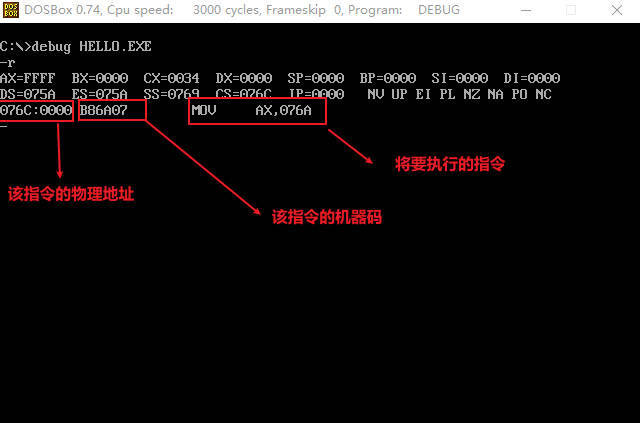 DOS BOX DOSBox 0.74, Cpu speed: 3000 cycles, Frameskip 0, Program: DEBUG
C:\>debug HELLO.EXE
-r
AX=FFFF BX=0000 CX=0034 DX=0000 SP=0000 BP=0000 SI=0000 DI=0000
DS=075A ES=075A SS=0769 CS=076C IP=0000 NV UP EI PL NZ NA PO NC
076C:0000 B86A07 MOV AX,076A
-
将要执行的指令
该指令的物理地址
该指令的机器码